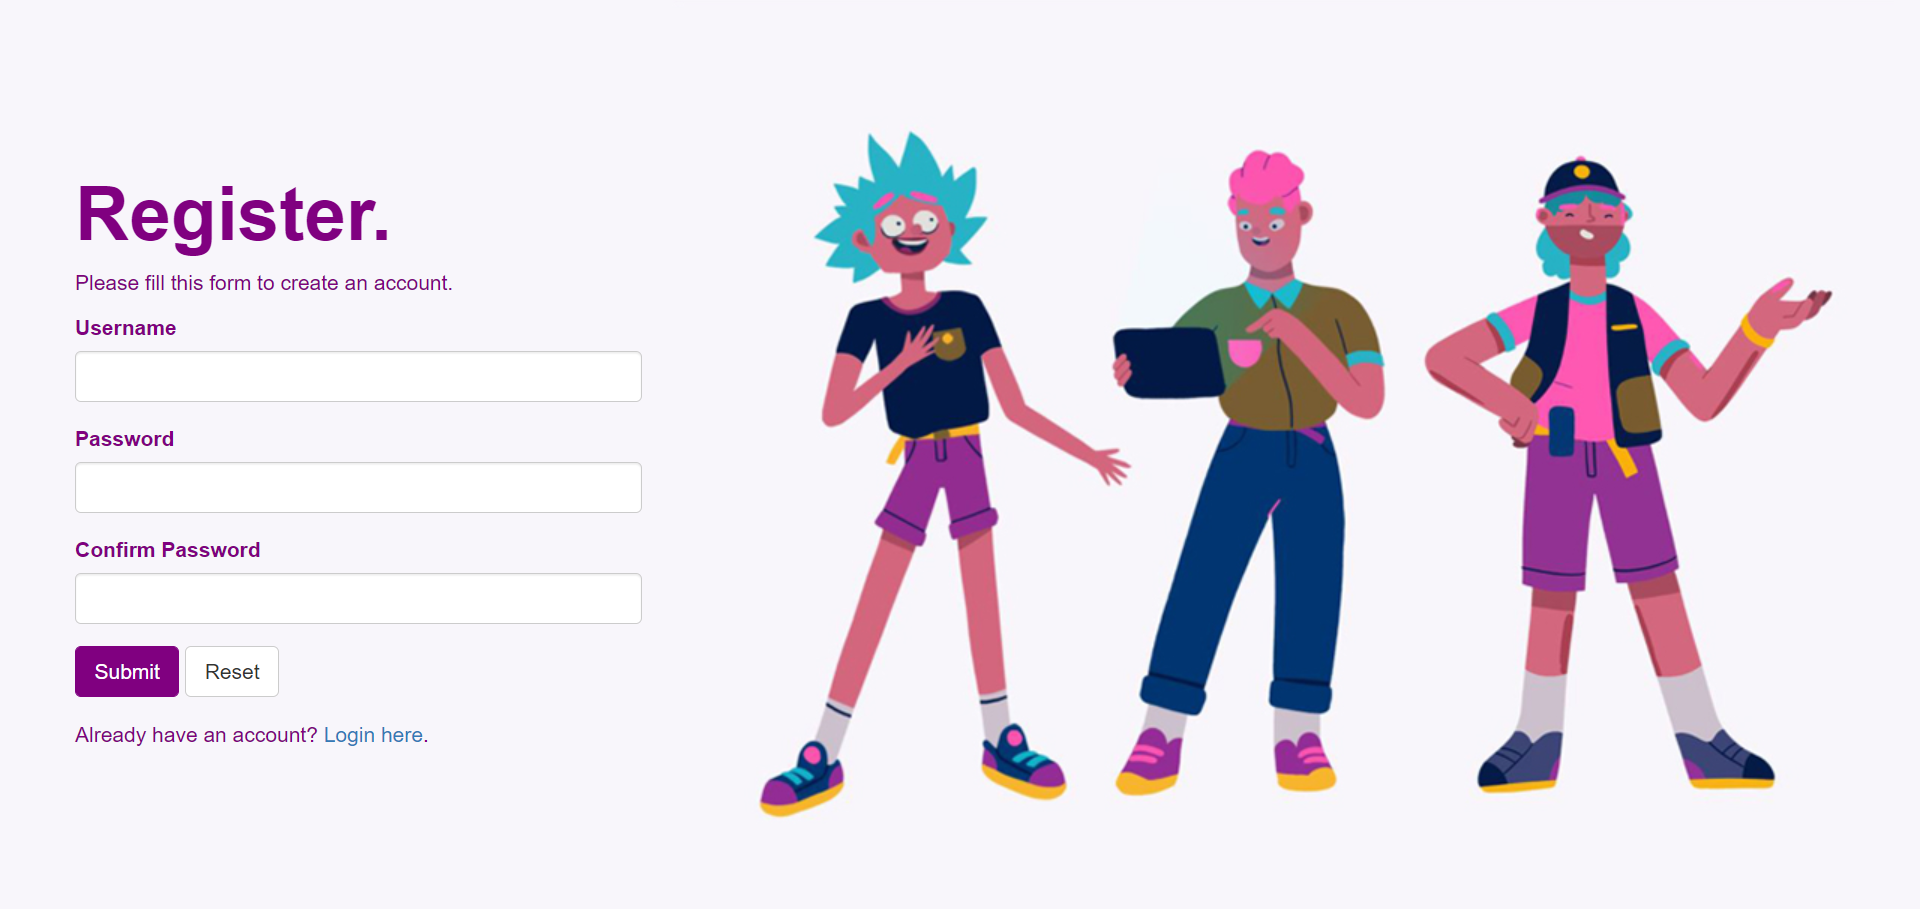 Register.
Please fill this form to create an account.
Username
Password
Confirm Password
Submit Reset
Already have an account? Login here.